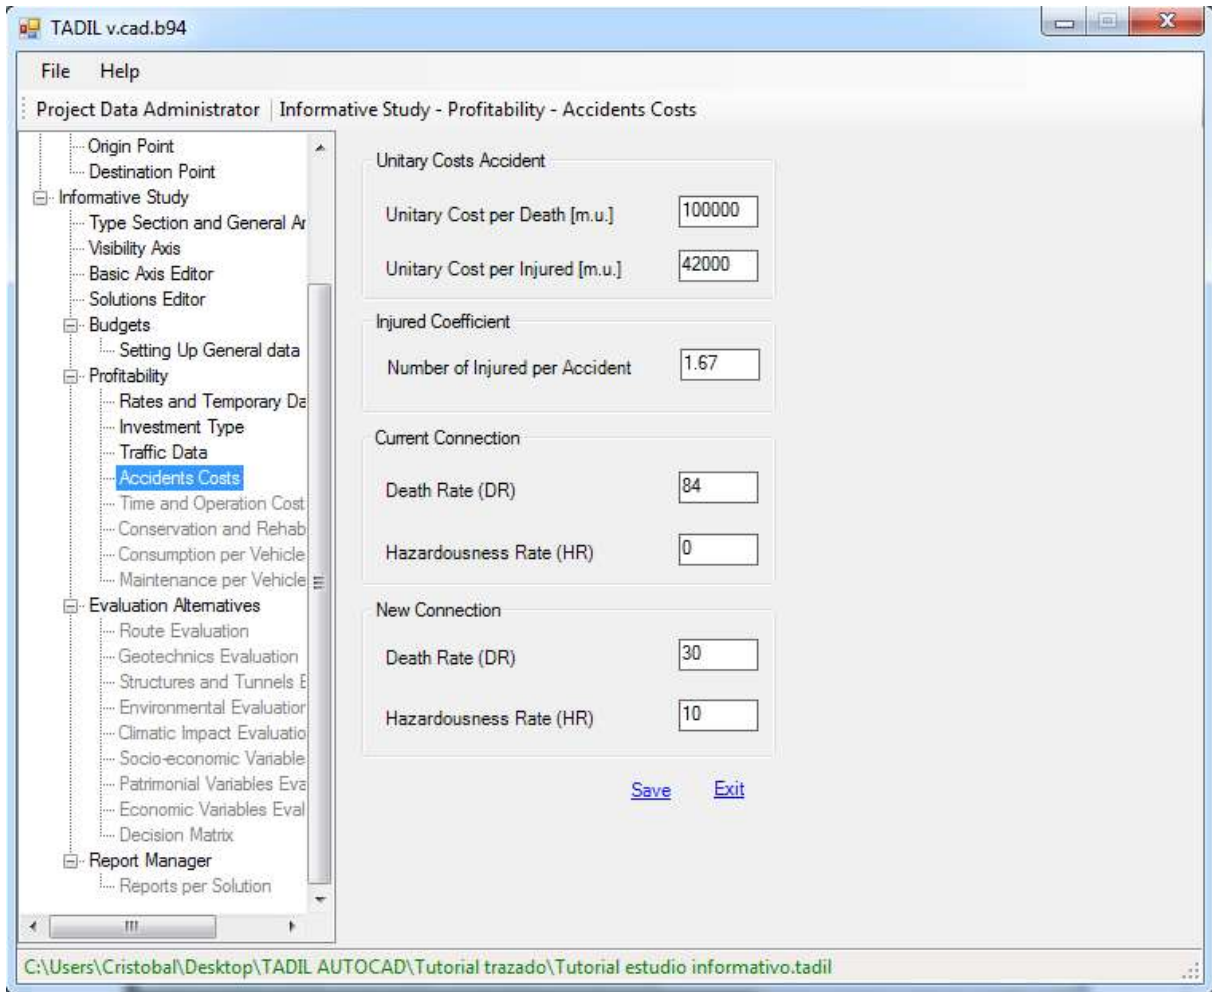 TADIL v.cad.b94
File Help
Project Data Administrator Informative Study - Profitability - Accidents Costs
Origin Point
Destination Point
Informative Study
Type Section and General Ar
Visibility Axis
Basic Axis Editor
Solutions Editor
Budgets
Setting Up General data
Profitability
Rates and Temporary Da
Investment Type
Traffic Data
Accidents Costs
Time and Operation Cost
Conservation and Rehab
Consumption per Vehicle
Maintenance per Vehicle
Evaluation Alternatives
Route Evaluation
Geotechnics Evaluation
Structures and Tunnels E
Environmental Evaluation
Climatic Impact Evaluatio
Socio-economic Variable
Patrimonial Variables Eva
Economic Variables Eval
Decision Matrix
Report Manager
Reports per Solution
Unitary Costs Accident
Unitary Cost per Death [m.u.] 100000
Unitary Cost per Injured [m.u.] 42000
Injured Coefficient
Number of Injured per Accident 1.67
Current Connection
Death Rate (DR) 84
Hazardousness Rate (HR) 0
New Connection
Death Rate (DR) 30
Hazardousness Rate (HR) 10
Save Exit
C:\Users\Cristobal\Desktop\TADIL AUTOCAD\Tutorial trazado\Tutorial estudio informativo.tadil